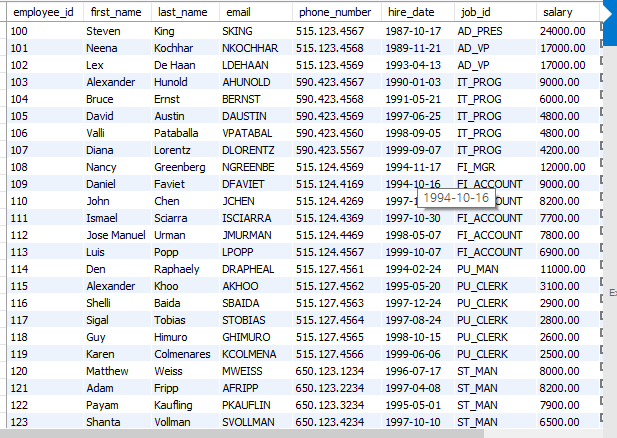 employee_id first_name last_name email phone_number hire_date job_id salary
100 Steven King SKING 515.123.4567 1987-10-17 AD_PRES 24000.00
101 Neena Kochhar NKOCHHAR 515.123.4568 1989-11-21 AD_VP 17000.00
102 Lex De Haan LDEHAAN 515.123.4569 1993-04-13 AD_VP 17000.00
103 Alexander Hunold AHUNOLD 590.423.4567 1990-01-03 IT_PROG 9000.00
104 Bruce Ernst BERNST 590.423.4568 1991-05-21 IT_PROG 6000.00
105 David Austin DAUSTIN 590.423.4569 1997-06-25 IT_PROG 4800.00
106 Valli Pataballa VPATABAL 590.423.4560 1998-09-05 IT_PROG 4800.00
107 Diana Lorentz DLORENTZ 590.423.5567 1999-09-07 IT_PROG 4200.00
108 Nancy Greenberg NGREENBE 515.124.4569 1994-11-17 FI_MGR 12000.00
109 Daniel Faviet DFAVIET 515.124.4169 1994-10-16 FI_ACCOUNT 9000.00
110 John Chen JCHEN 515.124.4269 1997-1 FI_ACCOUNT 8200.00
1994-10-16
111 Ismael Sciarra ISCIARRA 515.124.4369 1997-10-30 FI_ACCOUNT 7700.00
112 Jose Manuel Urman JMURMAN 515.124.4469 1998-05-07 FI_ACCOUNT 7800.00
113 Luis Popp LPOPP 515.124.4567 1999-10-07 FI_ACCOUNT 6900.00
114 Den Raphaely DRAPHEAL 515.127.4561 1994-02-24 PU_MAN 11000.00
115 Alexander Khoo AKHOO 515.127.4562 1995-05-20 PU_CLERK 3100.00
116 Shelli Baida SBAIDA 515.127.4563 1997-12-24 PU_CLERK 2900.00
117 Sigal Tobias STOBIAS 515.127.4564 1997-08-24 PU_CLERK 2800.00
118 Guy Himuro GHIMURO 515.127.4565 1998-10-15 PU_CLERK 2600.00
119 Karen Colmenares KCOLMENA 515.127.4566 1999-06-06 PU_CLERK 2500.00
120 Matthew Weiss MWEISS 650.123.1234 1996-07-17 ST_MAN 8000.00
121 Adam Fripp AFRIPP 650.123.2234 1997-04-08 ST_MAN 8200.00
122 Payam Kaufling PKAUFLIN 650.123.3234 1995-05-01 ST_MAN 7900.00
123 Shanta Vollman SVOLLMAN 650.123.4234 1997-10-10 ST_MAN 6500.00